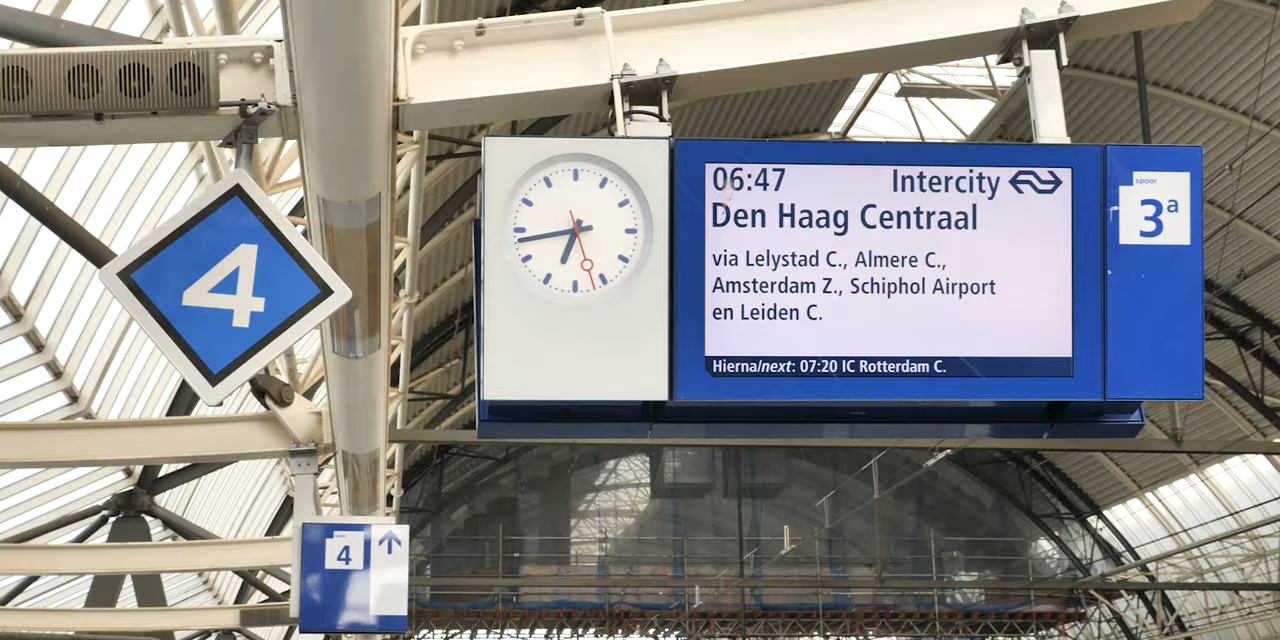 4
06:47 Intercity
Den Haag Centraal
via Lelystad C., Almere C.,
Amsterdam Z., Schiphol Airport
en Leiden C.
Hierna/next: 07:20 IC Rotterdam C.
spoor
3a
4